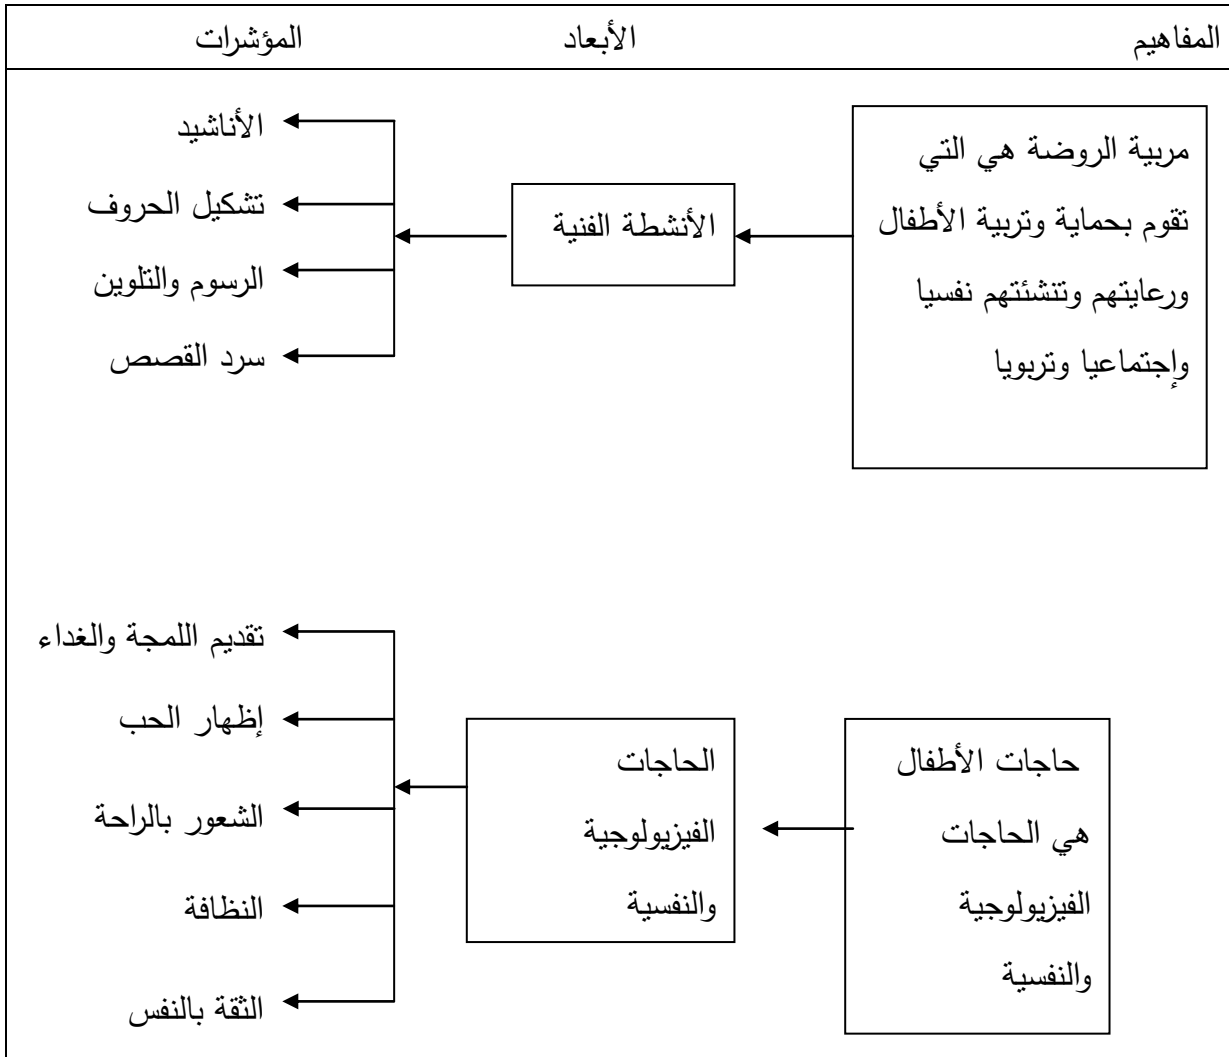 المفاهيم
الأبعاد
المؤشرات
مربية الروضة هي التي
تقوم بحماية وتربية الأطفال
ورعايتهم وتنشئتهم نفسيا
وإجتماعيا وتربويا
الأنشطة الفنية
الأناشيد
تشكيل الحروف
الرسوم والتلوين
سرد القصص
حاجات الأطفال
هي الحاجات
الفيزيولوجية
والنفسية
الحاجات
الفيزيولوجية
والنفسية
تقديم اللمجة والغداء
إظهار الحب
الشعور بالراحة
النظافة
الثقة بالنفس